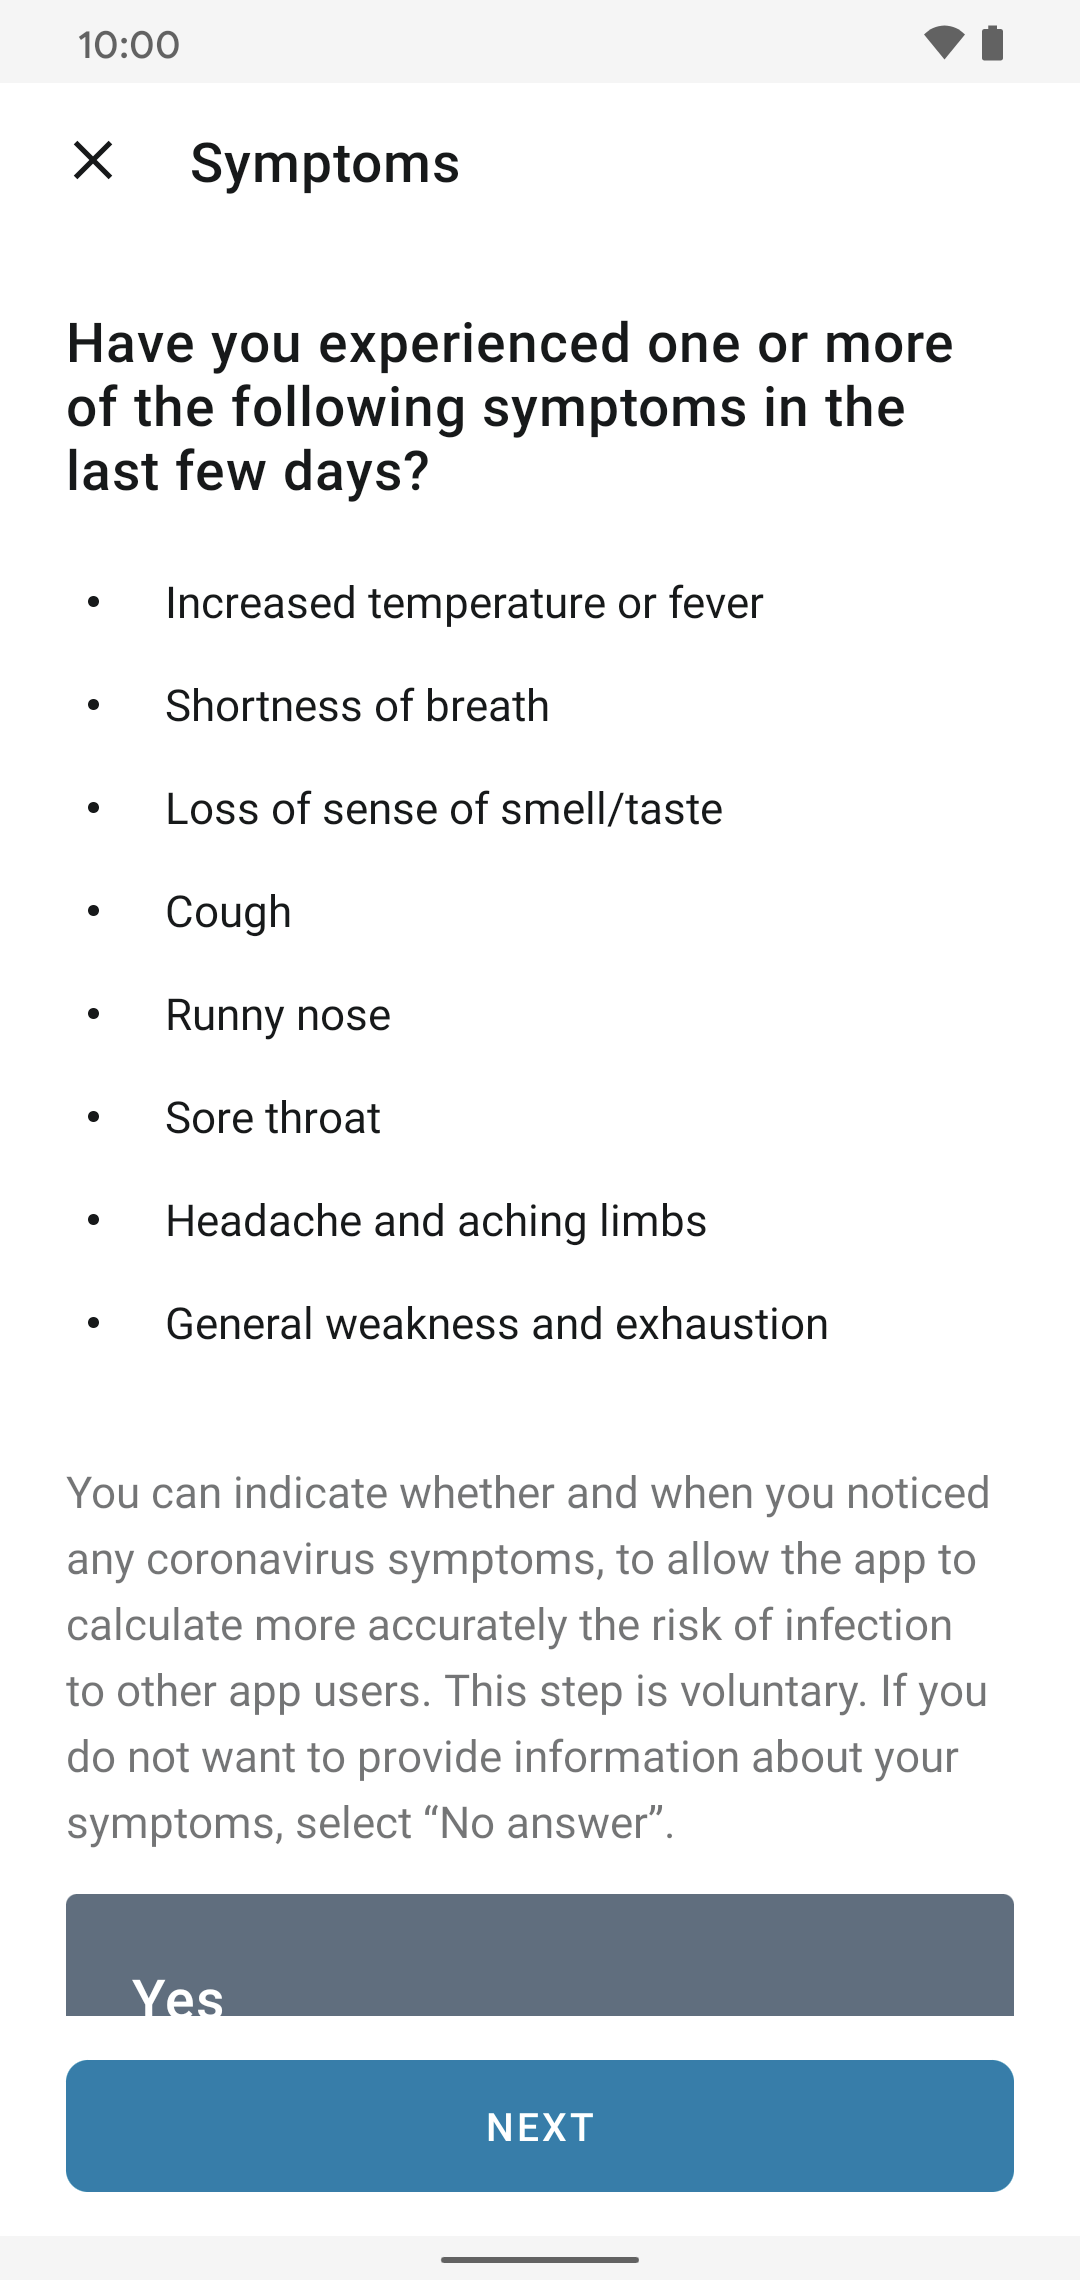 10:00
Symptoms
Have you experienced one or more
of the following symptoms in the
last few days?
• Increased temperature or fever
• Shortness of breath
• Loss of sense of smell/taste
• Cough
• Runny nose
• Sore throat
• Headache and aching limbs
• General weakness and exhaustion
You can indicate whether and when you noticed
any coronavirus symptoms, to allow the app to
calculate more accurately the risk of infection
to other app users. This step is voluntary. If you
do not want to provide information about your
symptoms, select “No answer”.
Yes
NEXT